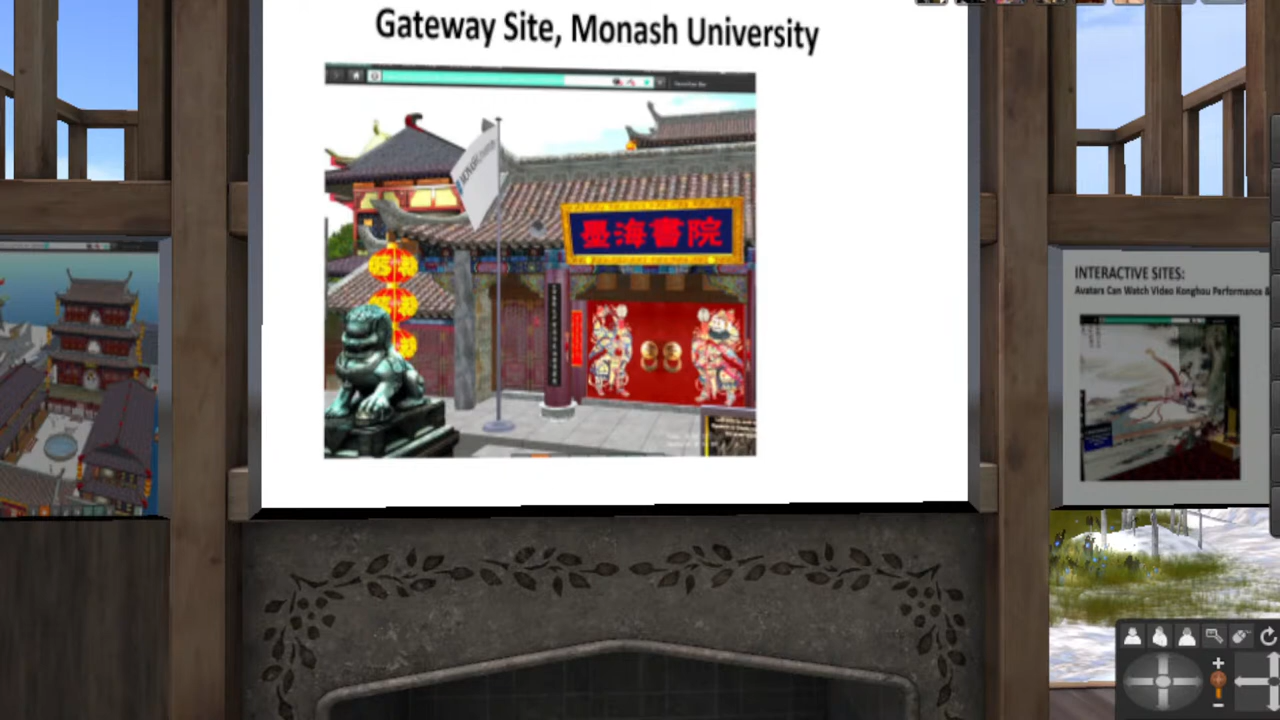 Gateway Site, Monash University
墨海書院
INTERACTIVE SITES:
Avatars Can Watch Video Konghou Performance &